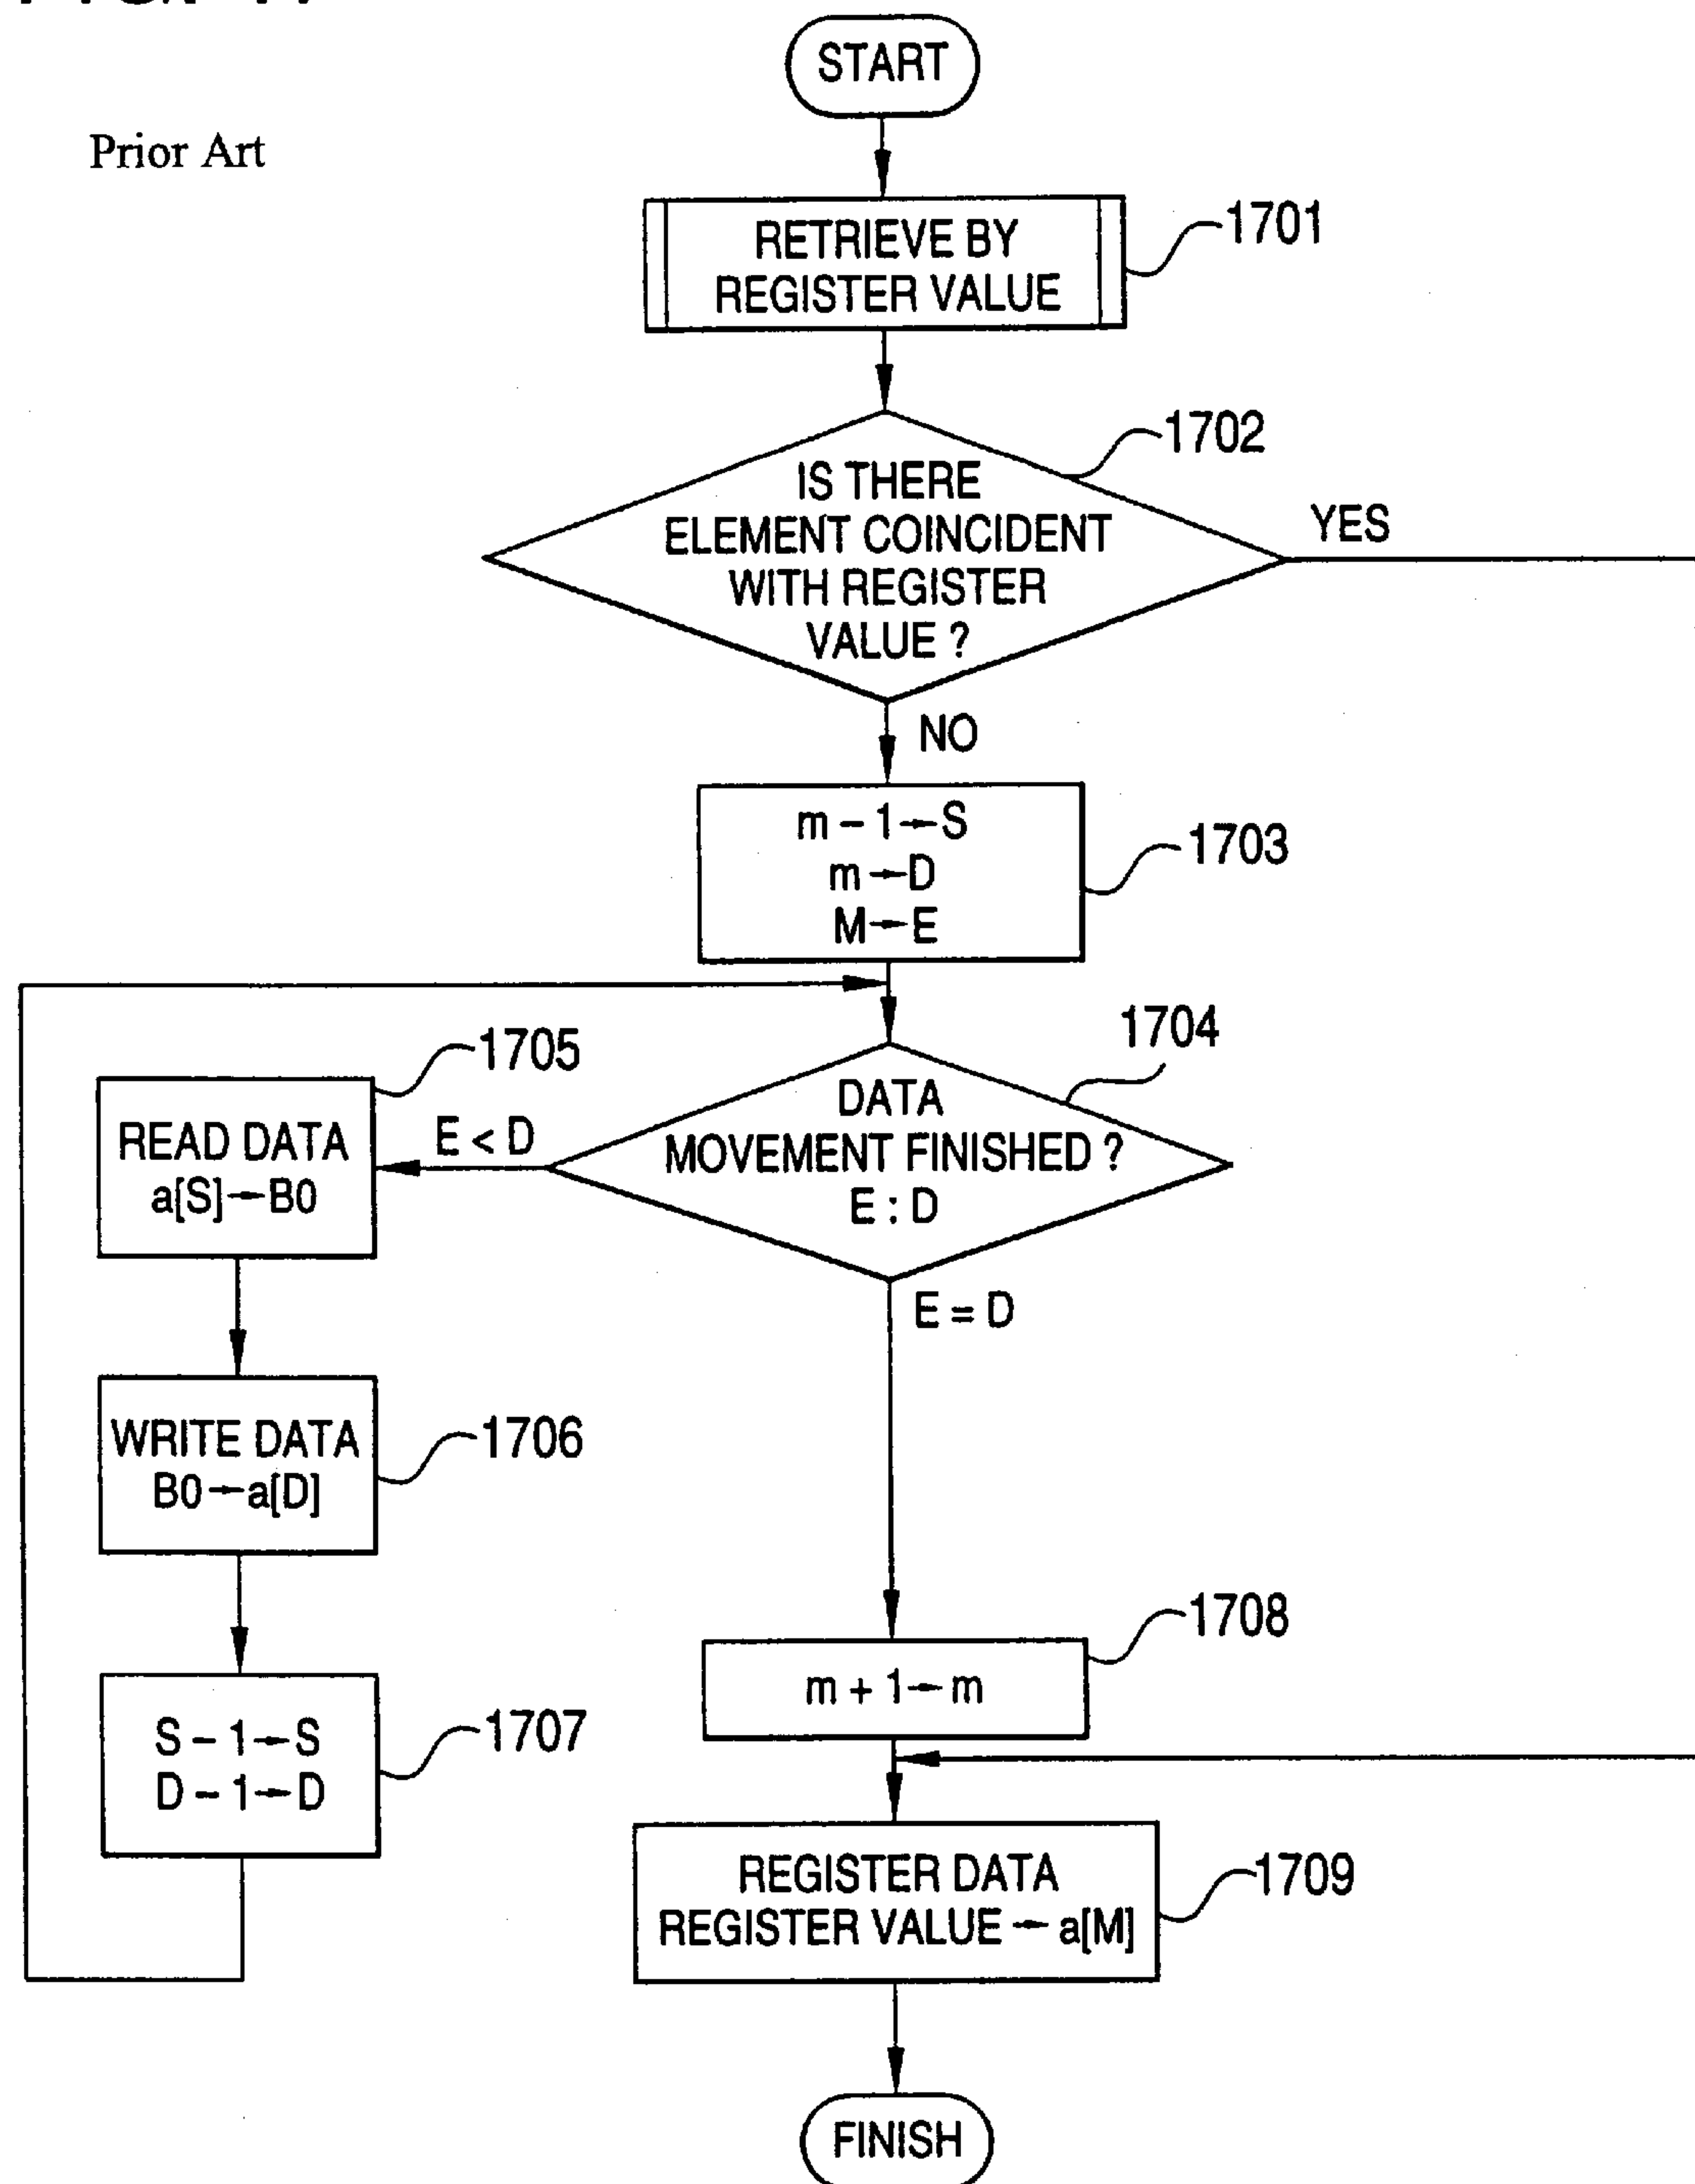 Prior Art
START
RETRIEVE BY
REGISTER VALUE
1701
1702
IS THERE
ELEMENT COINCIDENT
WITH REGISTER
VALUE ?
YES
NO
m – 1→S
m→D
M→E
1703
1704
DATA
MOVEMENT FINISHED ?
E : D
E < D
1705
READ DATA
a[S]→B0
E = D
WRITE DATA
B0→a[D]
1706
S – 1→S
D – 1→D
1707
1708
m + 1→m
REGISTER DATA
REGISTER VALUE → a[M]
1709
FINISH